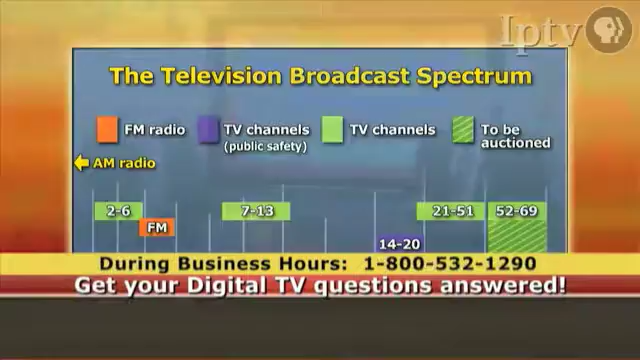 Iptv PBS
The Television Broadcast Spectrum
FM radio
TV channels
(public safety)
TV channels
To be
auctioned
AM radio
2-6
7-13
21-51
52-69
FM
14-20
During Business Hours: 1-800-532-1290
Get your Digital TV questions answered!